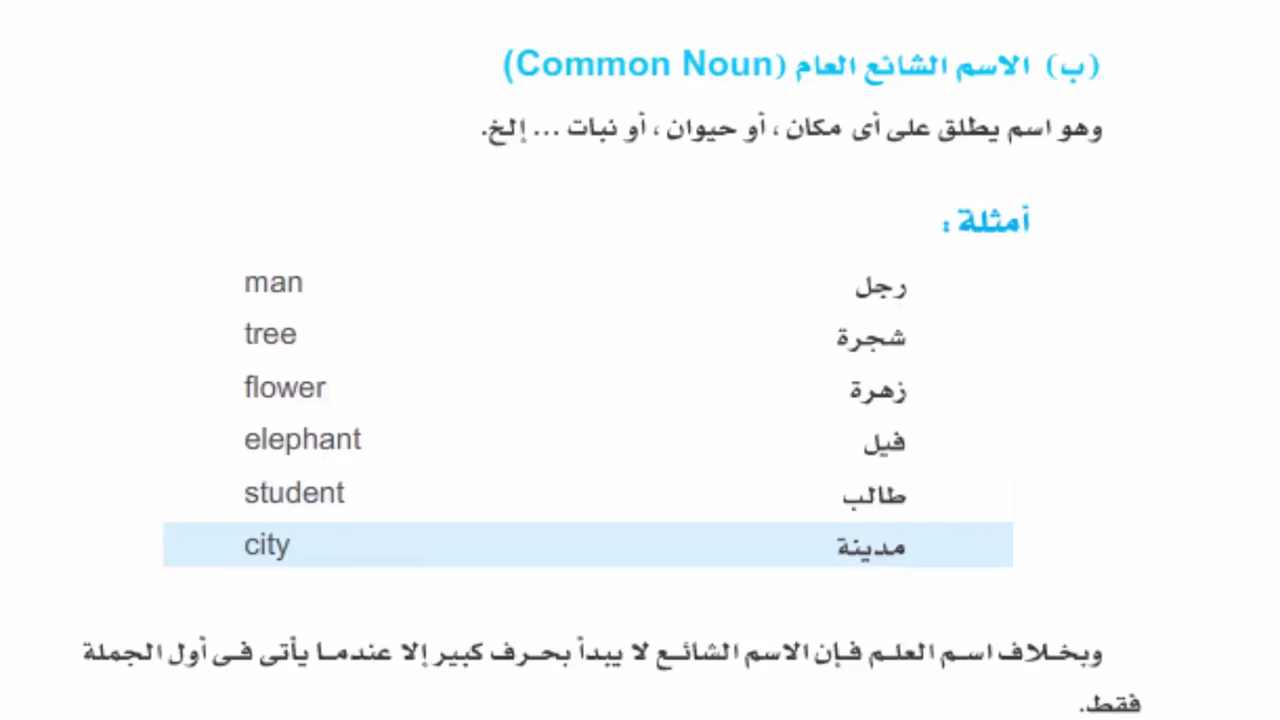 (ب) الاسم الشائع العام (Common Noun)
وهو اسم يطلق على أى مكان ، أو حيوان ، أو نبات ... إلخ.
أمثلة :
رجل man
شجرة tree
زهرة flower
فيل elephant
طالب student
مدينة city
وبخلاف اسم العلم فإن الاسم الشائع لا يبدأ بحرف كبير إلا عندما يأتى فى أول الجملة
فقط.